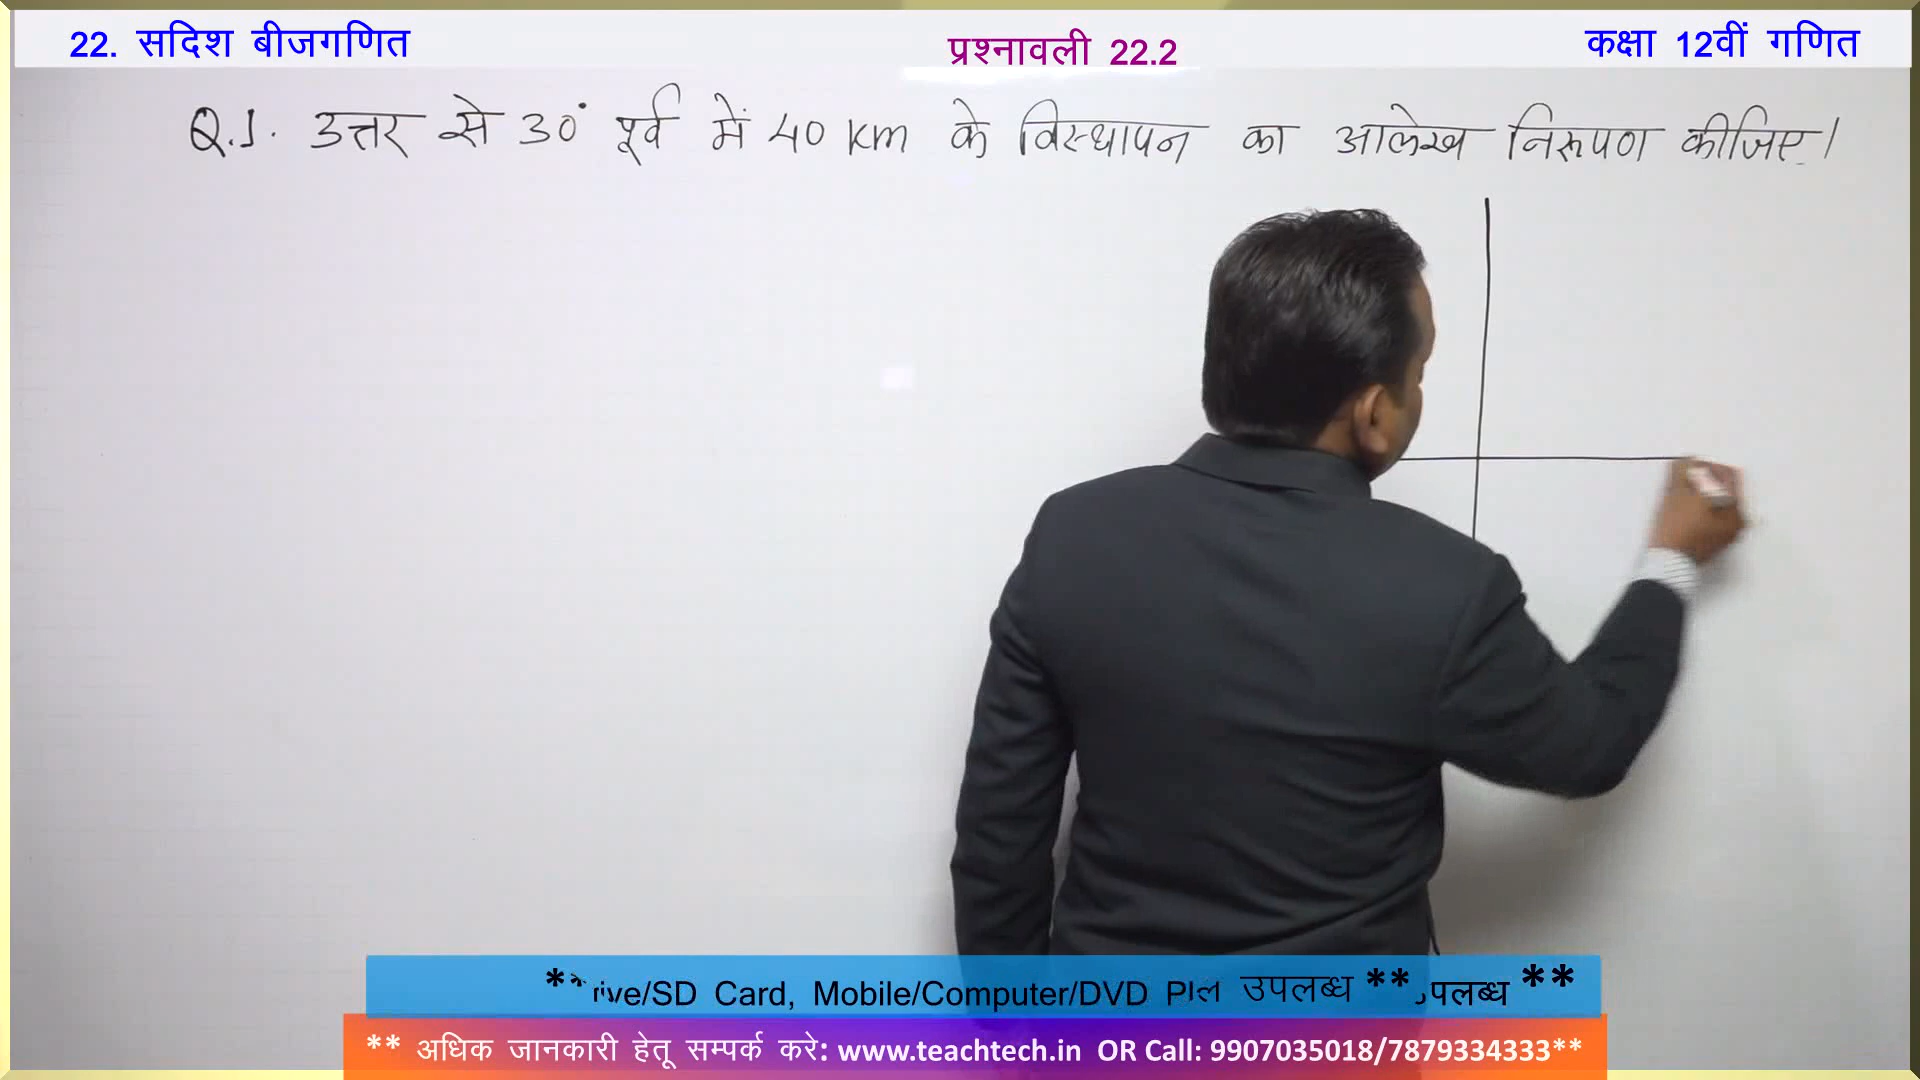 22. सदिश बीजगणित
प्रश्नावली 22.2
कक्षा 12वीं गणित
Q.1. उत्तर से 30° पूर्व में 40 km के विस्थापन का आलेख निरूपण कीजिए।
/SD Card, Mobile/Computer/DVD उपलब्ध ** **
** अधिक जानकारी हेतू सम्पर्क करे: www.teachtech.in OR Call: 9907035018/7879334333**